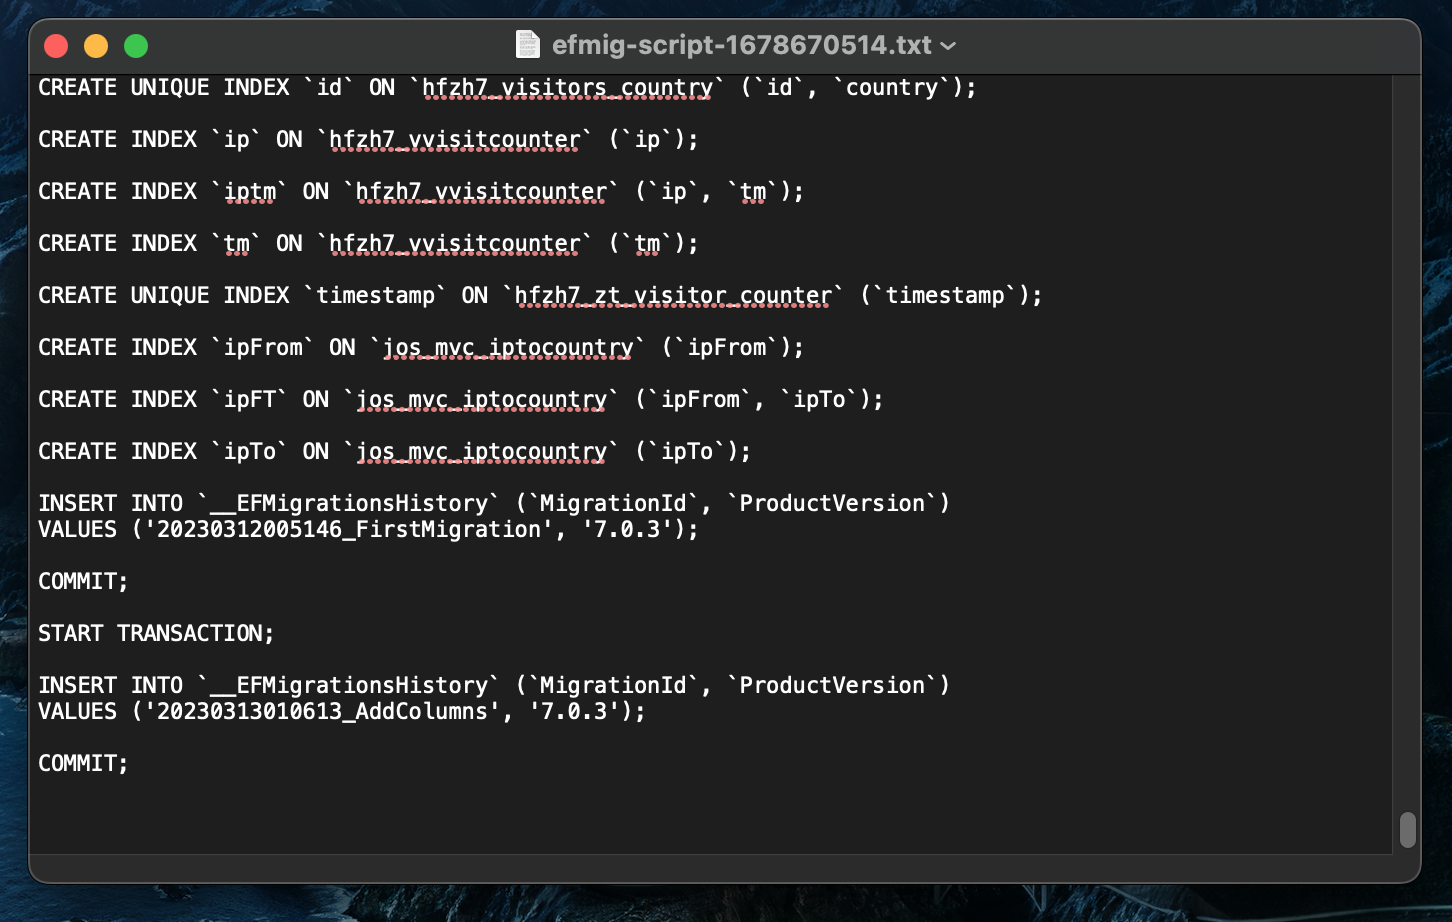 efmig-script-1678670514.txt
CREATE UNIQUE INDEX `id` ON `hfzh7_visitors_country` (`id`, `country`);
CREATE INDEX `ip` ON `hfzh7_vvisitcounter` (`ip`);
CREATE INDEX `iptm` ON `hfzh7_vvisitcounter` (`ip`, `tm`);
CREATE INDEX `tm` ON `hfzh7_vvisitcounter` (`tm`);
CREATE UNIQUE INDEX `timestamp` ON `hfzh7_zt_visitor_counter` (`timestamp`);
CREATE INDEX `ipFrom` ON `jos_mvc_iptocountry` (`ipFrom`);
CREATE INDEX `ipFT` ON `jos_mvc_iptocountry` (`ipFrom`, `ipTo`);
CREATE INDEX `ipTo` ON `jos_mvc_iptocountry` (`ipTo`);
INSERT INTO `__EFMigrationsHistory` (`MigrationId`, `ProductVersion`)
VALUES ('20230312005146_FirstMigration', '7.0.3');
COMMIT;
START TRANSACTION;
INSERT INTO `__EFMigrationsHistory` (`MigrationId`, `ProductVersion`)
VALUES ('20230313010613_AddColumns', '7.0.3');
COMMIT;